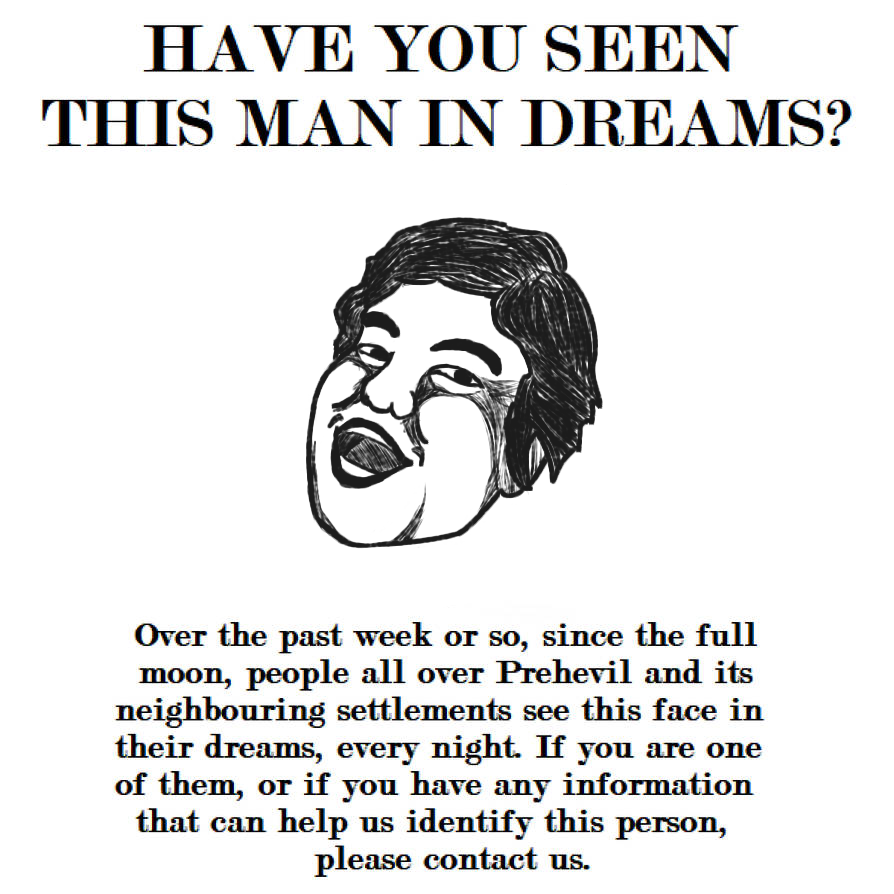 HAVE YOU SEEN
THIS MAN IN DREAMS?
Over the past week or so, since the full
moon, people all over Prehevil and its
neighbouring settlements see this face in
their dreams, every night. If you are one
of them, or if you have any information
that can help us identify this person,
please contact us.